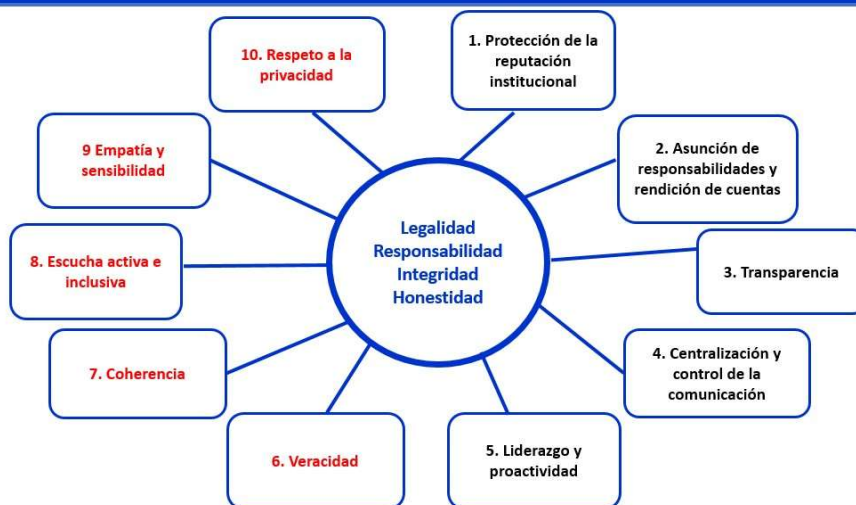 10. Respeto a la
privacidad
1. Protección de la
reputación
institucional
9 Empatía y
sensibilidad
2. Asunción de
responsabilidades y
rendición de cuentas
Legalidad
Responsabilidad
Integridad
Honestidad
8. Escucha activa e
inclusiva
3. Transparencia
7. Coherencia
4. Centralización y
control de la
comunicación
6. Veracidad
5. Liderazgo y
proactividad